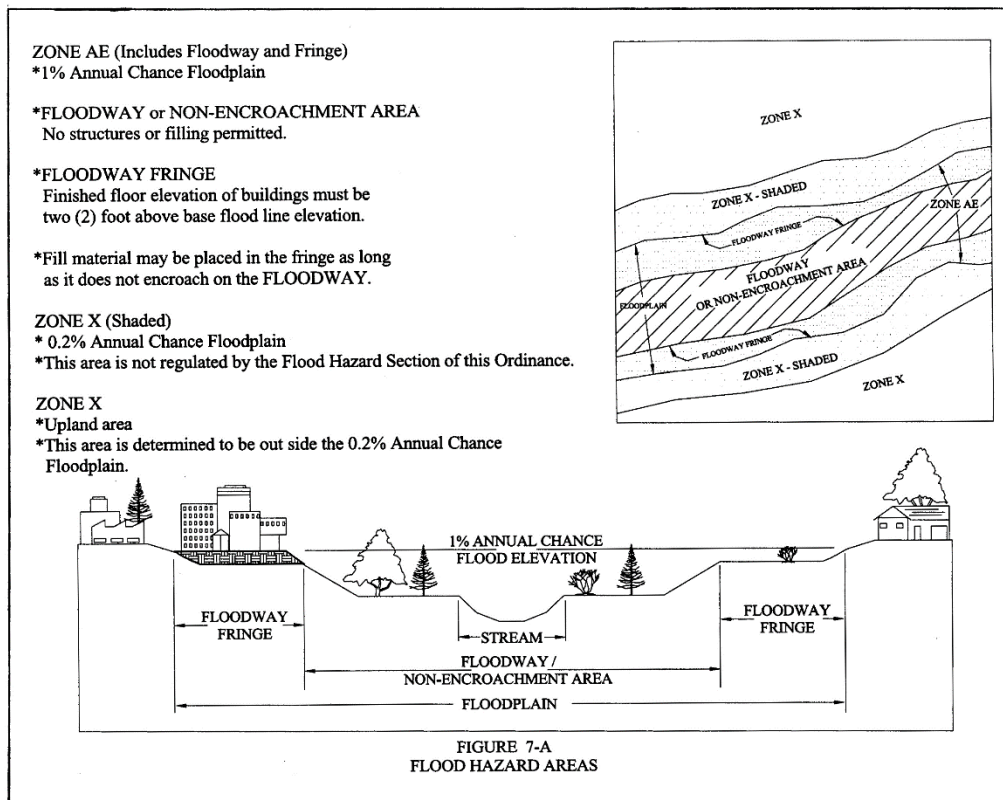 ZONE AE (Includes Floodway and Fringe)
*1% Annual Chance Floodplain
*FLOODWAY or NON-ENCROACHMENT AREA
No structures or filling permitted.
*FLOODWAY FRINGE
Finished floor elevation of buildings must be
two (2) foot above base flood line elevation.
*Fill material may be placed in the fringe as long
as it does not encroach on the FLOODWAY.
ZONE X (Shaded)
* 0.2% Annual Chance Floodplain
*This area is not regulated by the Flood Hazard Section of this Ordinance.
ZONE X
*Upland area
*This area is determined to be out side the 0.2% Annual Chance
Floodplain.
ZONE X
ZONE X - SHADED
ZONE AE
FLOODWAY FRINGE
FLOODWAY
OR NON-ENCROACHMENT AREA
FLOODPLAIN
FLOODWAY FRINGE
ZONE X - SHADED
ZONE X
1% ANNUAL CHANCE
FLOOD ELEVATION
FLOODWAY
FRINGE
STREAM
FLOODWAY
FRINGE
FLOODWAY /
NON-ENCROACHMENT AREA
FLOODPLAIN
FIGURE 7-A
FLOOD HAZARD AREAS